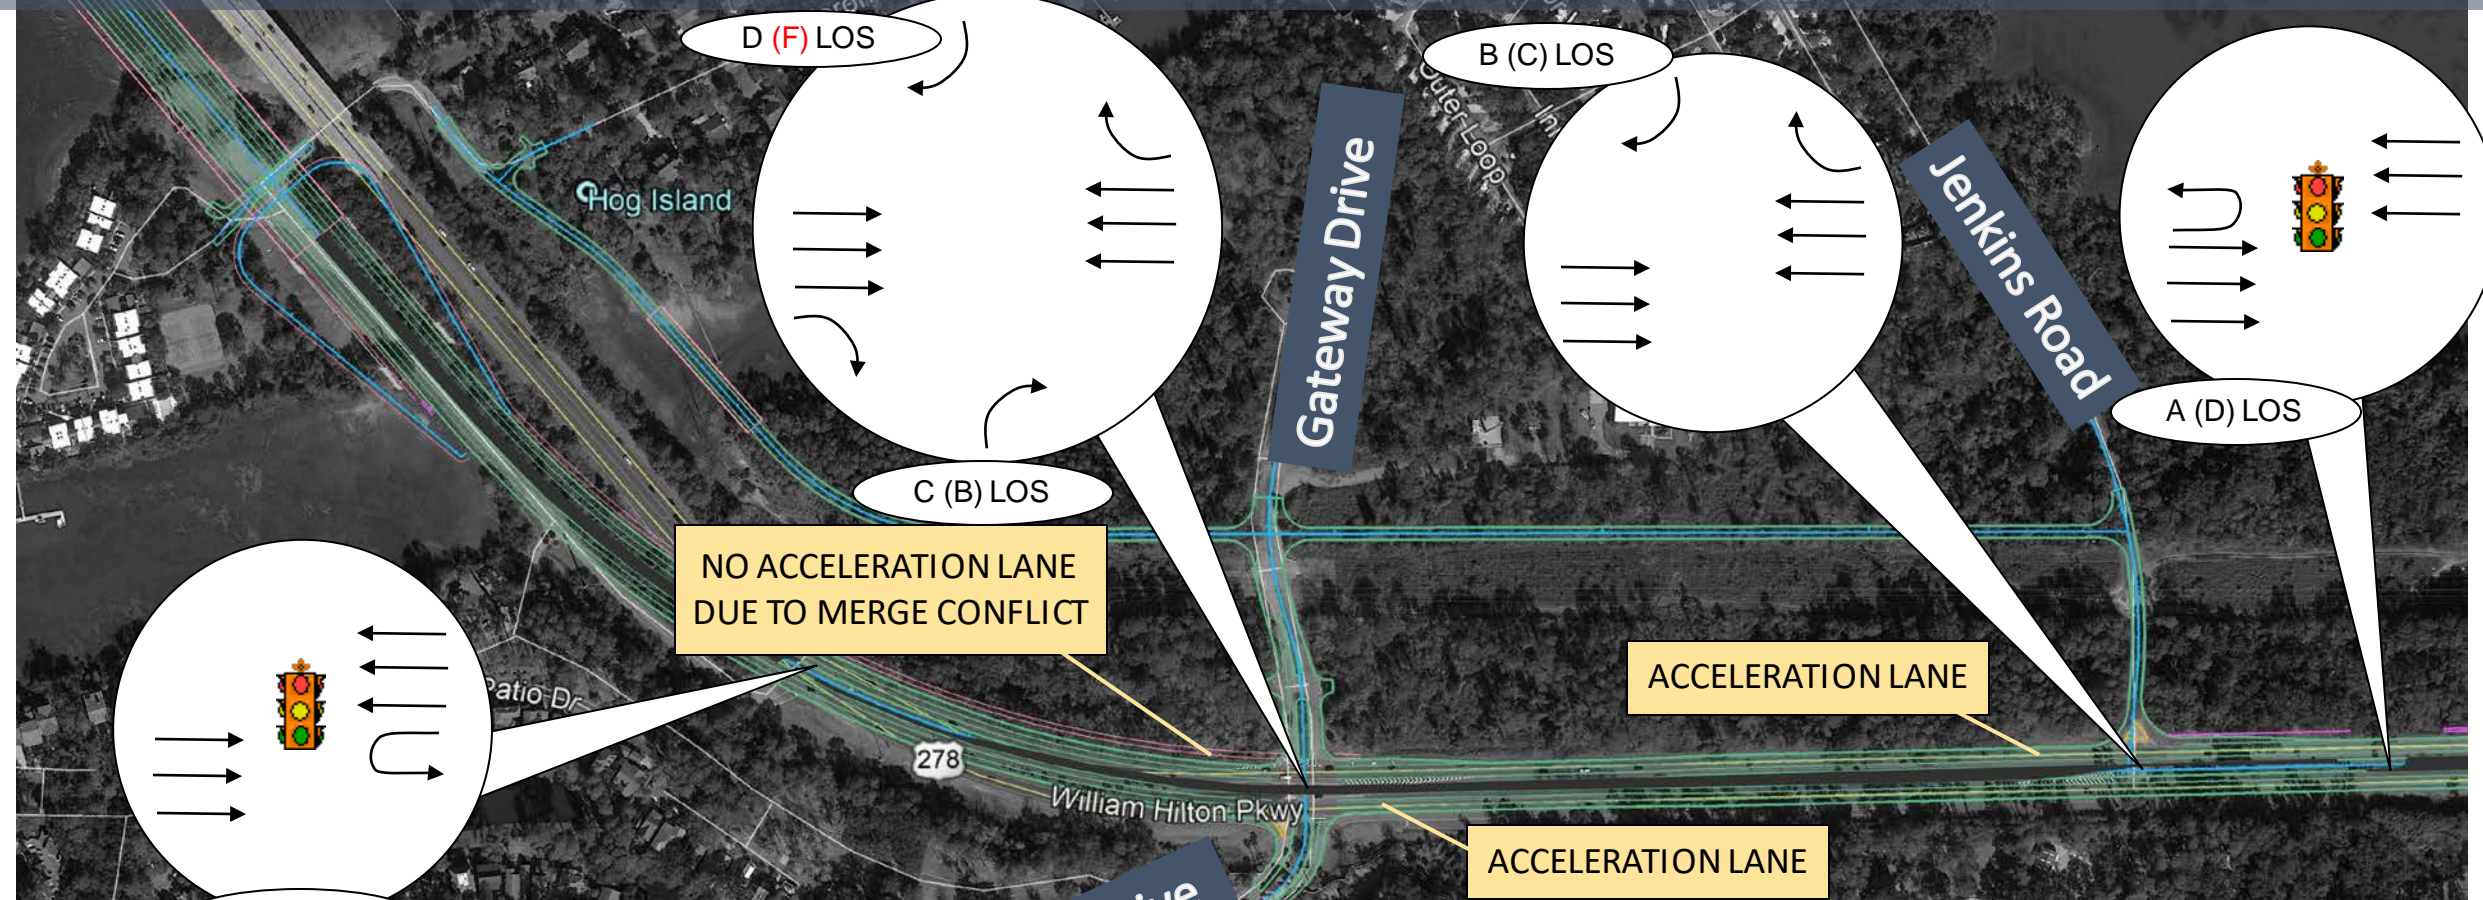 D (F) LOS
B (C) LOS
Outer Loop
Hog Island
Gateway Drive
Jenkins Road
A (D) LOS
C (B) LOS
NO ACCELERATION LANE
DUE TO MERGE CONFLICT
ACCELERATION LANE
Patio Dr
278
William Hilton Pkwy
ACCELERATION LANE